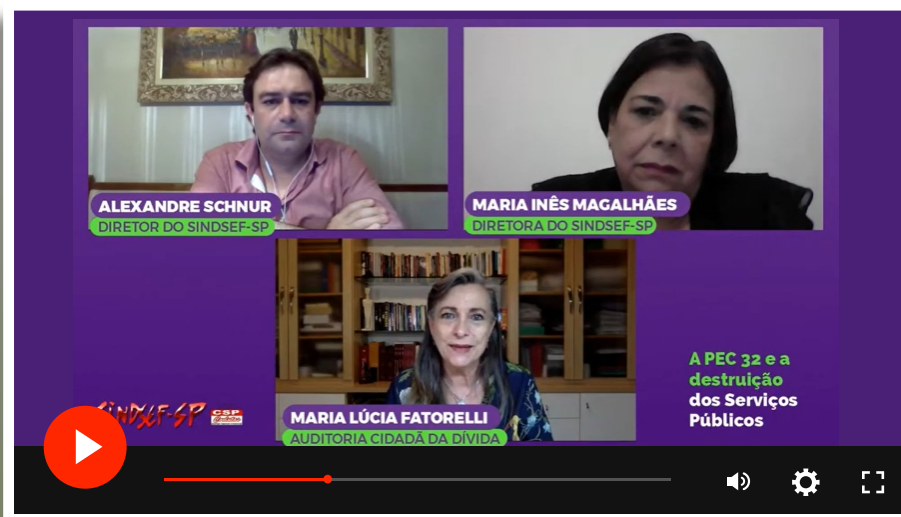 ALEXANDRE SCHNUR
DIRETOR DO SINDSEF-SP
MARIA INÊS MAGALHÃES
DIRETORA DO SINDSEF-SP
A PEC 32 e a
destruição
dos Serviços
Públicos
SINDSEF-SP
CSP
MARIA LÚCIA FATORELLI
AUDITORIA CIDADÃ DA DÍVIDA